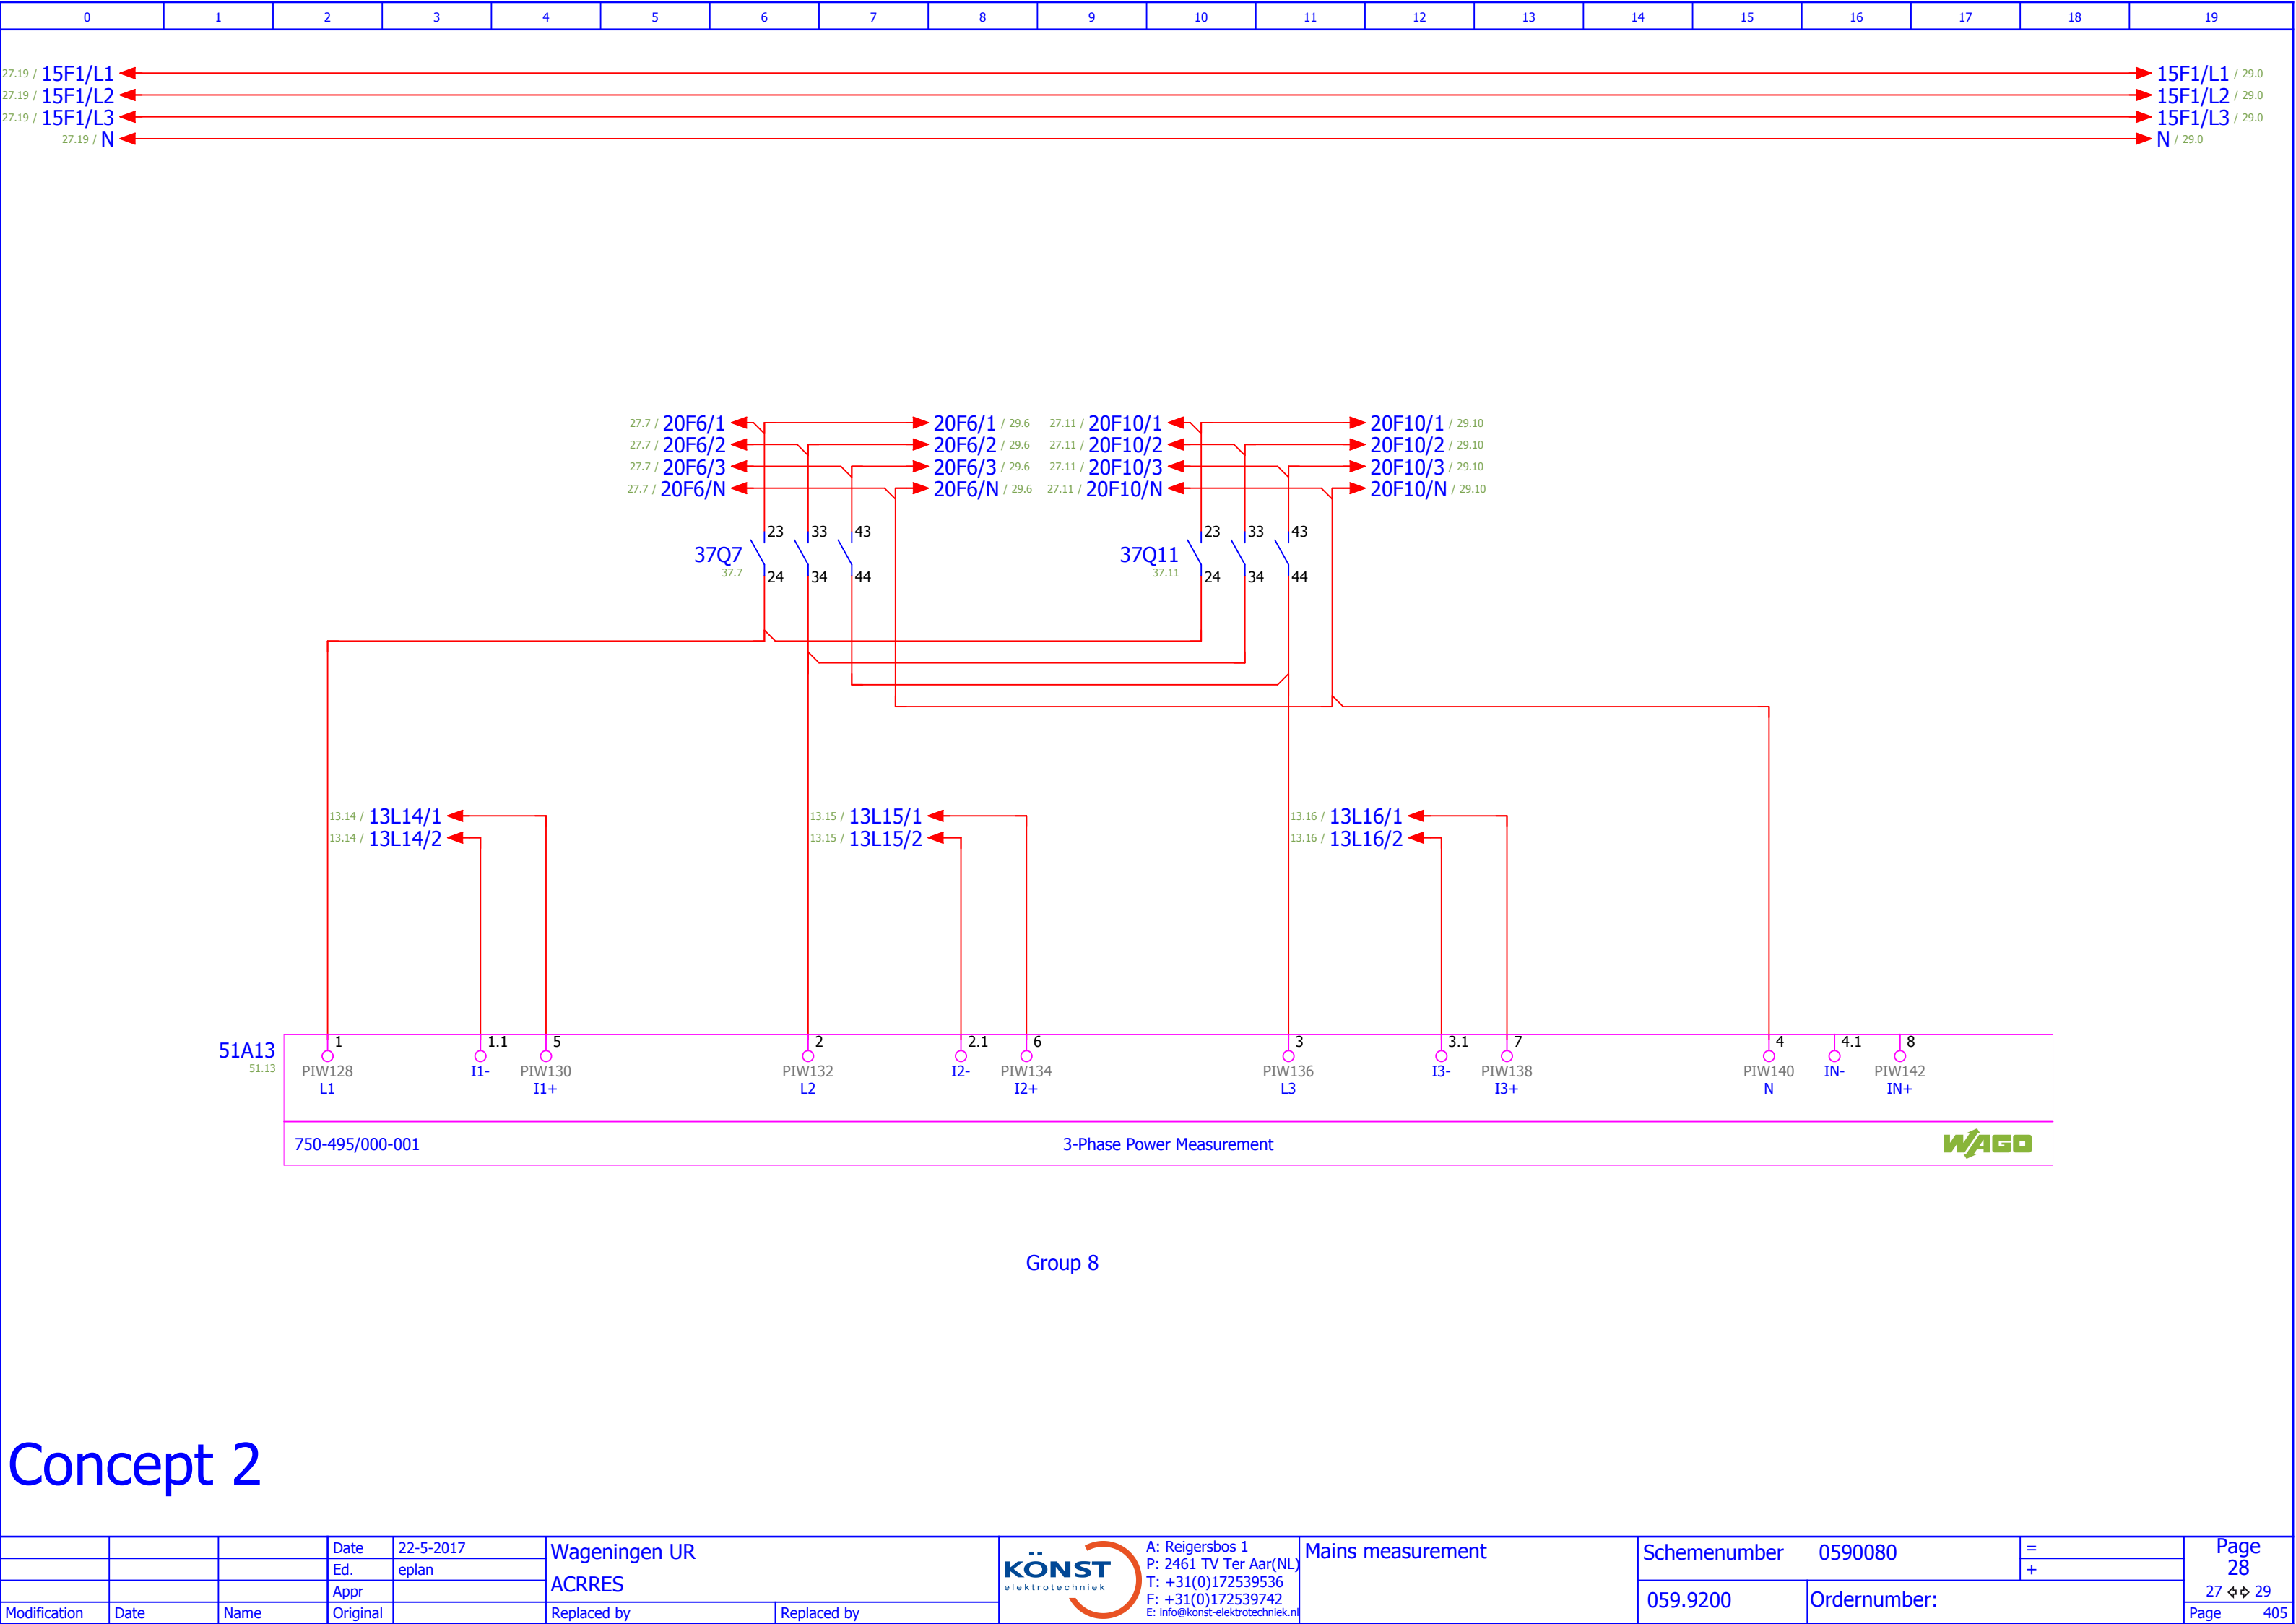 0 1 2 3 4 5 6 7 8 9 10 11 12 13 14 15 16 17 18 19
27.19 / 15F1/L1 15F1/L1 / 29.0
27.19 / 15F1/L2 15F1/L2 / 29.0
27.19 / 15F1/L3 15F1/L3 / 29.0
27.19 / N N / 29.0
27.7 / 20F6/1 20F6/1 / 29.6 27.11 / 20F10/1 20F10/1 / 29.10
27.7 / 20F6/2 20F6/2 / 29.6 27.11 / 20F10/2 20F10/2 / 29.10
27.7 / 20F6/3 20F6/3 / 29.6 27.11 / 20F10/3 20F10/3 / 29.10
27.7 / 20F6/N 20F6/N / 29.6 27.11 / 20F10/N 20F10/N / 29.10
23 33 43 23 33 43
37Q7 37Q11
37.7 37.11
24 34 44 24 34 44
13.14 / 13L14/1 13.15 / 13L15/1 13.16 / 13L16/1
13.14 / 13L14/2 13.15 / 13L15/2 13.16 / 13L16/2
1 1.1 5 2 2.1 6 3 3.1 7 4 4.1 8
51A13
51.13
PIW128 I1- PIW130 PIW132 I2- PIW134 PIW136 I3- PIW138 PIW140 IN- PIW142
L1 I1+ L2 I2+ L3 I3+ N IN+
750-495/000-001 3-Phase Power Measurement WAGO
Group 8
Concept 2
Date 22-5-2017
Ed. eplan
Appr
Modification Date Name Original
Wageningen UR
ACRRES
Replaced by Replaced by
KÖNST
elektrotechniek
A: Reigersbos 1
P: 2461 TV Ter Aar(NL)
T: +31(0)172539536
F: +31(0)172539742
E: info@konst-elektrotechniek.nl
Mains measurement
Schemenumber 0590080
059.9200 Ordernumber:
=
+
Page
28
27 29
Page 405